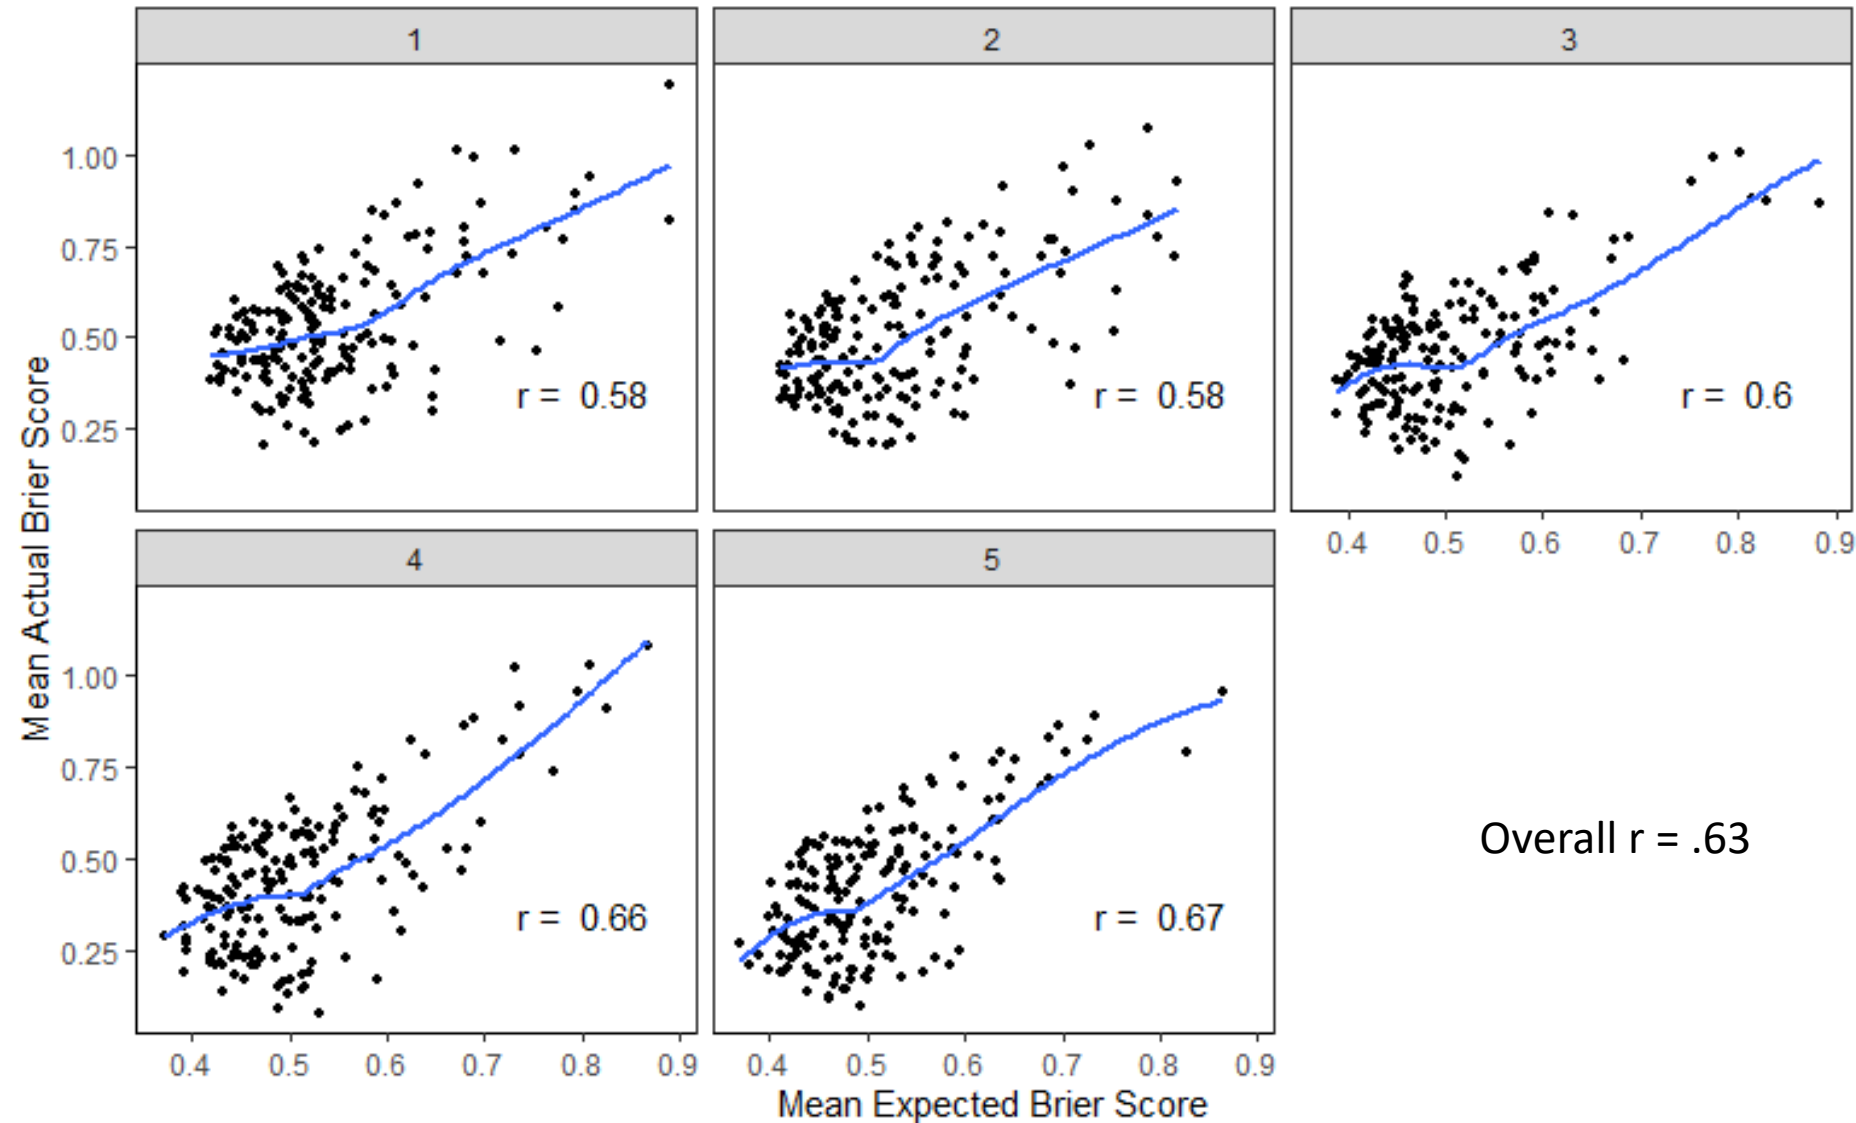 1
2
3
Mean Actual Brier Score
1.00
0.75
0.50
0.25
r = 0.58
r = 0.58
r = 0.6
0.4 0.5 0.6 0.7 0.8 0.9
4
5
1.00
0.75
0.50
0.25
r = 0.66
r = 0.67
Overall r = .63
0.4 0.5 0.6 0.7 0.8 0.9
0.4 0.5 0.6 0.7 0.8 0.9
Mean Expected Brier Score